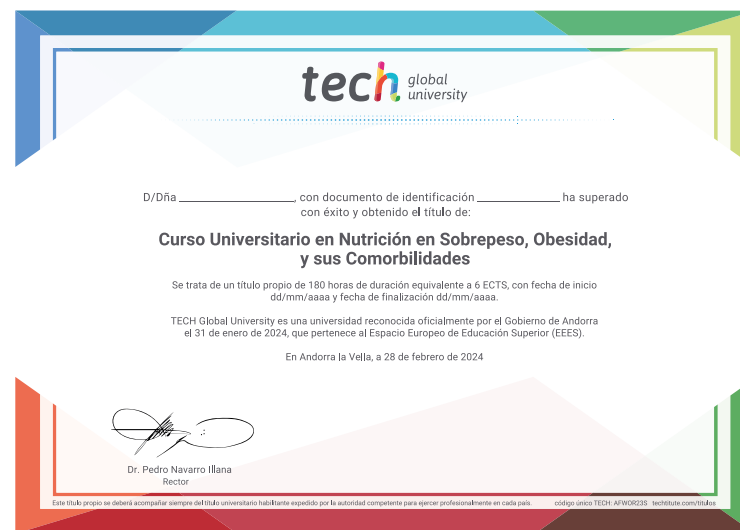 tech global
university
D/Dña ______________, con documento de identificación ______________ ha superado
con éxito y obtenido el título de:
Curso Universitario en Nutrición en Sobrepeso, Obesidad,
y sus Comorbilidades
Se trata de un título propio de 180 horas de duración equivalente a 6 ECTS, con fecha de inicio
dd/mm/aaaa y fecha de finalización dd/mm/aaaa.
TECH Global University es una universidad reconocida oficialmente por el Gobierno de Andorra
el 31 de enero de 2024, que pertenece al Espacio Europeo de Educación Superior (EEES).
En Andorra la Vella, a 28 de febrero de 2024
Dr. Pedro Navarro Illana
Rector
Este título propio se deberá acompañar siempre del título universitario habilitante expedido por la autoridad competente para ejercer profesionalmente en cada país. código único TECH: AFWOR23S techtitute.com/titulos